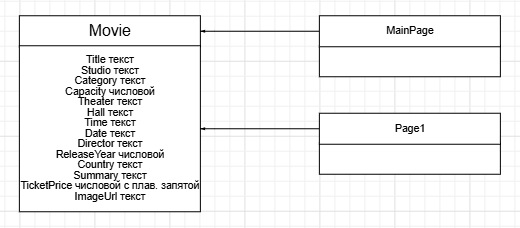 Movie
Title текст
Studio текст
Category текст
Capacity числовой
Theater текст
Hall текст
Time текст
Date текст
Director текст
ReleaseYear числовой
Country текст
Summary текст
TicketPrice числовой с плав. запятой
ImageUrl текст
MainPage
Page1